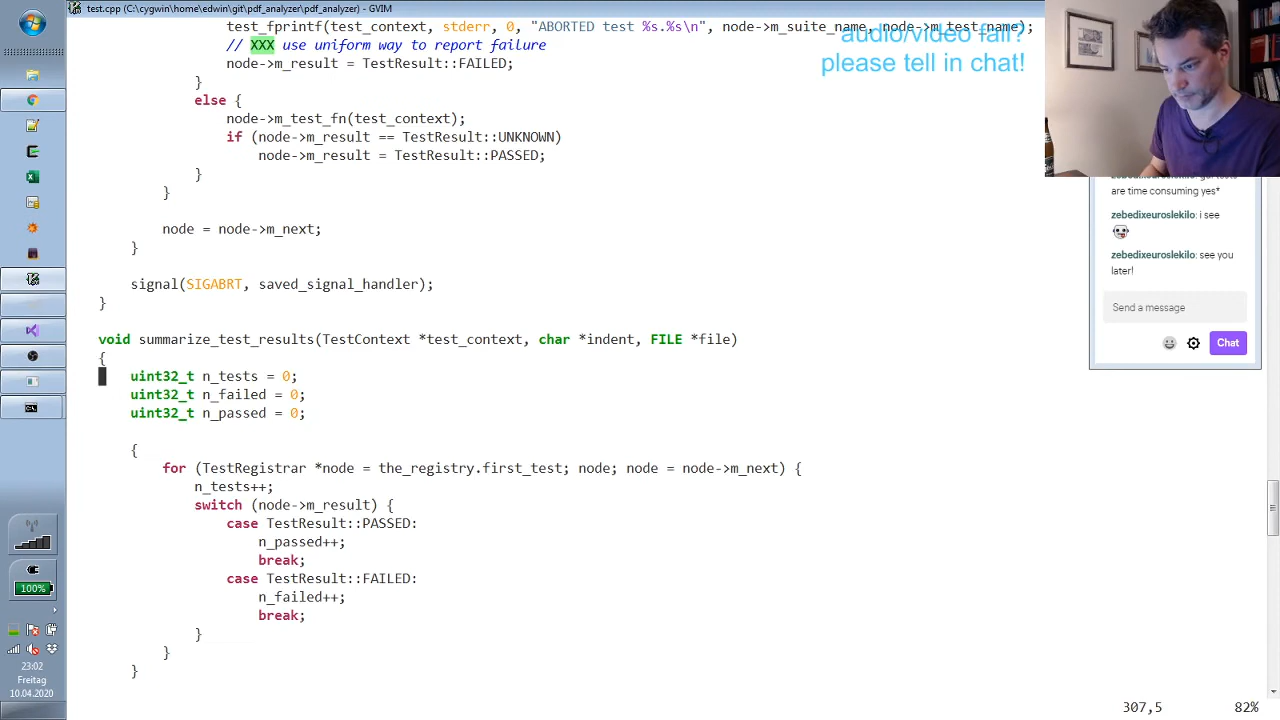 test.cpp (C:\cygwin\home\edwin\git\pdf_analyzer\pdf_analyzer) - GVIM
test_fprintf(test_context, stderr, 0, "ABORTED test %s.%s\n", node->m_suite_name, node->m_test_name);
// XXX use uniform way to report failure
node->m_result = TestResult::FAILED;
}
else {
node->m_test_fn(test_context);
if (node->m_result == TestResult::UNKNOWN)
node->m_result = TestResult::PASSED;
}
}
node = node->m_next;
}
signal(SIGABRT, saved_signal_handler);
}
void summarize_test_results(TestContext *test_context, char *indent, FILE *file)
{
uint32_t n_tests = 0;
uint32_t n_failed = 0;
uint32_t n_passed = 0;
{
for (TestRegistrar *node = the_registry.first_test; node; node = node->m_next) {
n_tests++;
switch (node->m_result) {
case TestResult::PASSED:
n_passed++;
break;
case TestResult::FAILED:
n_failed++;
break;
}
}
}
307,5 82%
audio/video fail?
please tell in chat!
are time consuming yes*
zebedixeuroslekilo: i see
zebedixeuroslekilo: see you
later!
Send a message
Chat
100%
23:02
Freitag
10.04.2020